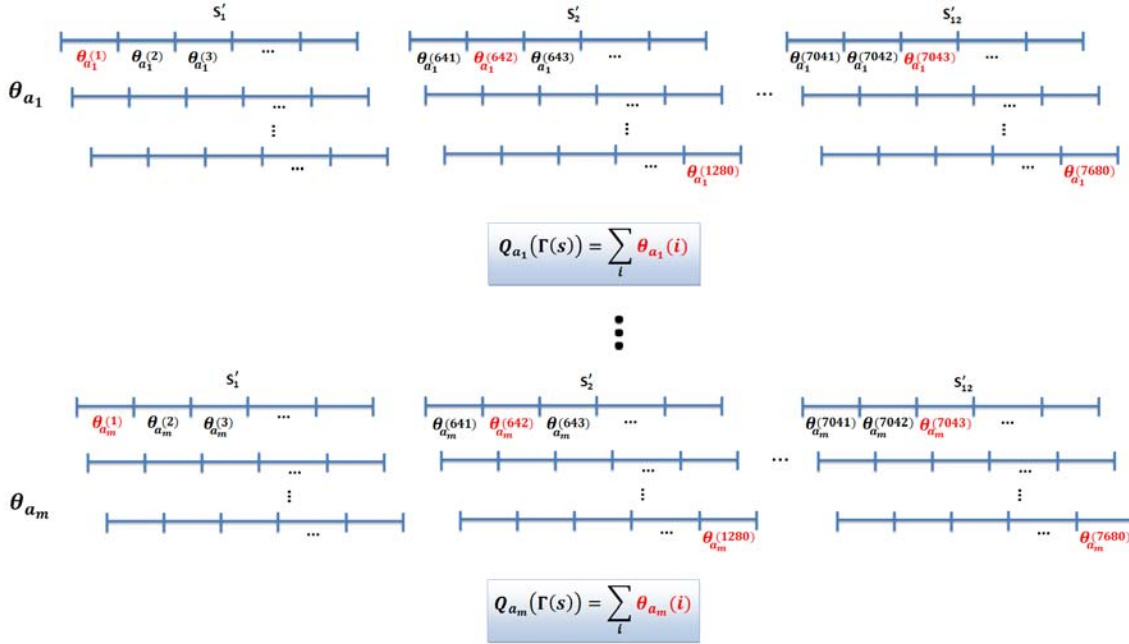 S′₁ S′₂ S′₁₂
θₐ₁(1) θₐ₁(2) θₐ₁(3) ... θₐ₁(641) θₐ₁(642) θₐ₁(643) ... θₐ₁(7041) θₐ₁(7042) θₐ₁(7043) ...
θₐ₁ ... ... ... ...
⋮ ⋮ ⋮
... ... θₐ₁(1280) ... θₐ₁(7680)
Qₐ₁(Γ(s)) = ∑ᵢ θₐ₁(i)
⋮
S′₁ S′₂ S′₁₂
θₐₘ(1) θₐₘ(2) θₐₘ(3) ... θₐₘ(641) θₐₘ(642) θₐₘ(643) ... θₐₘ(7041) θₐₘ(7042) θₐₘ(7043) ...
... ... ... ...
⋮ ⋮ ⋮
θₐₘ ... ... θₐₘ(1280) ... θₐₘ(7680)
Qₐₘ(Γ(s)) = ∑ᵢ θₐₘ(i)